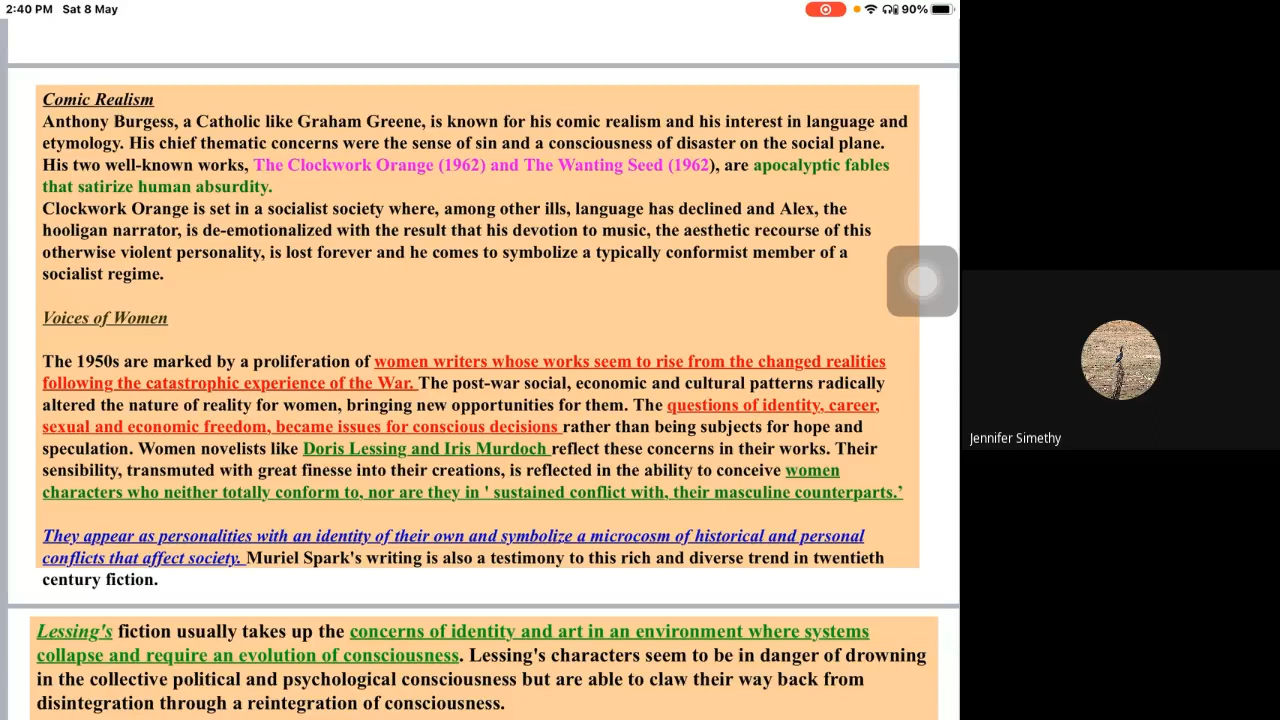 2:40 PM Sat 8 May
90%
Comic Realism
Anthony Burgess, a Catholic like Graham Greene, is known for his comic realism and his interest in language and
etymology. His chief thematic concerns were the sense of sin and a consciousness of disaster on the social plane.
His two well-known works, The Clockwork Orange (1962) and The Wanting Seed (1962), are apocalyptic fables
that satirize human absurdity.
Clockwork Orange is set in a socialist society where, among other ills, language has declined and Alex, the
hooligan narrator, is de-emotionalized with the result that his devotion to music, the aesthetic recourse of this
otherwise violent personality, is lost forever and he comes to symbolize a typically conformist member of a
socialist regime.
Voices of Women
The 1950s are marked by a proliferation of women writers whose works seem to rise from the changed realities
following the catastrophic experience of the War. The post-war social, economic and cultural patterns radically
altered the nature of reality for women, bringing new opportunities for them. The questions of identity, career,
sexual and economic freedom, became issues for conscious decisions rather than being subjects for hope and
speculation. Women novelists like Doris Lessing and Iris Murdoch reflect these concerns in their works. Their
sensibility, transmuted with great finesse into their creations, is reflected in the ability to conceive women
characters who neither totally conform to, nor are they in ' sustained conflict with, their masculine counterparts.’
They appear as personalities with an identity of their own and symbolize a microcosm of historical and personal
conflicts that affect society. Muriel Spark's writing is also a testimony to this rich and diverse trend in twentieth
century fiction.
Lessing's fiction usually takes up the concerns of identity and art in an environment where systems
collapse and require an evolution of consciousness. Lessing's characters seem to be in danger of drowning
in the collective political and psychological consciousness but are able to claw their way back from
disintegration through a reintegration of consciousness.
Jennifer Simethy